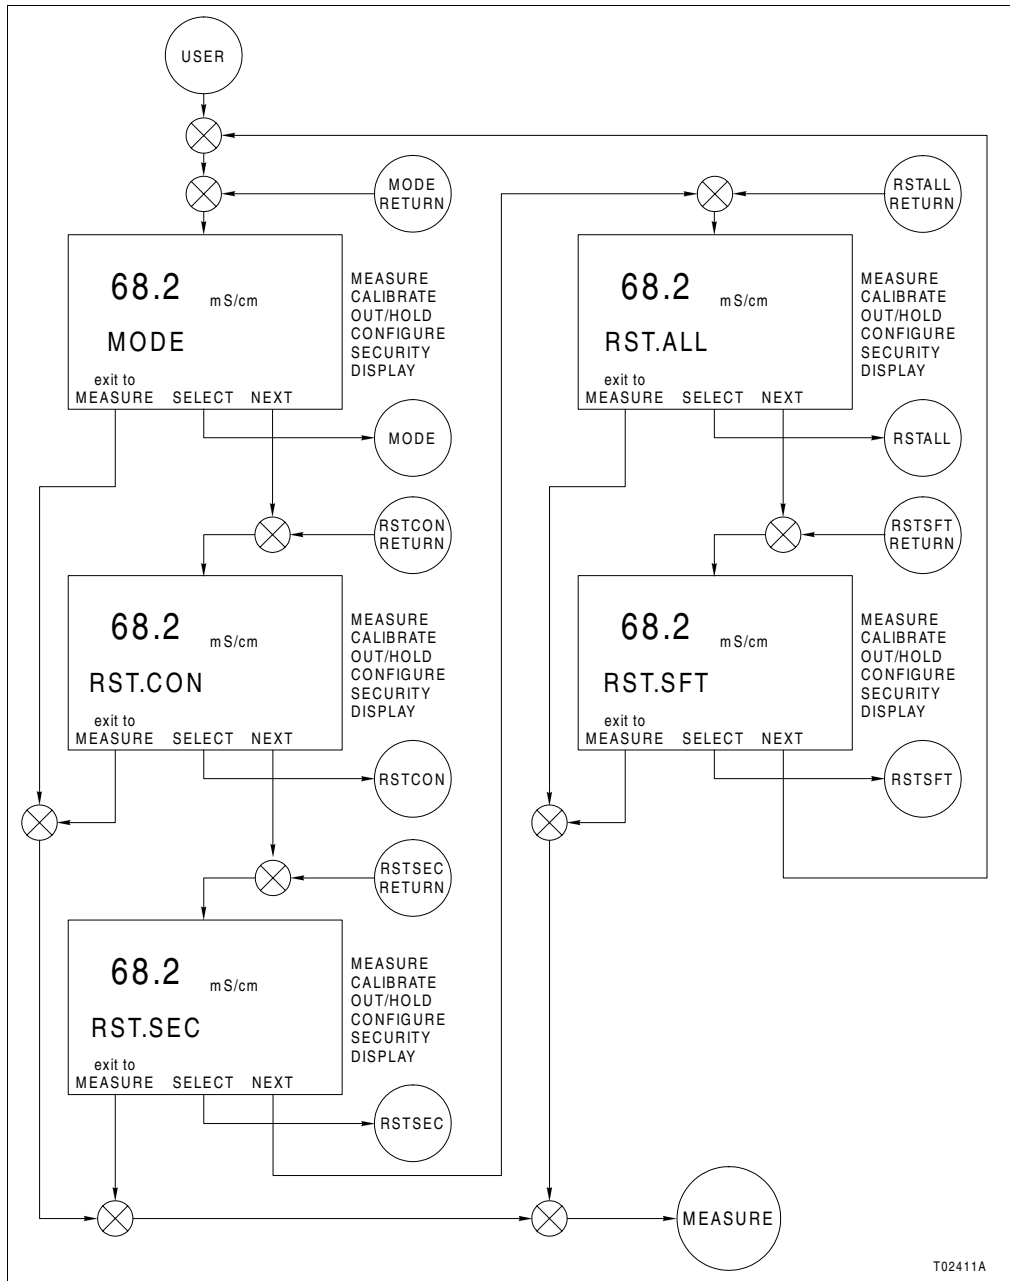 USER
MODE
RETURN
68.2 mS/cm
MODE
exit to
MEASURE SELECT NEXT
MEASURE
CALIBRATE
OUT/HOLD
CONFIGURE
SECURITY
DISPLAY
MODE
RSTCON
RETURN
68.2 mS/cm
RST.CON
exit to
MEASURE SELECT NEXT
MEASURE
CALIBRATE
OUT/HOLD
CONFIGURE
SECURITY
DISPLAY
RSTCON
RSTSEC
RETURN
68.2 mS/cm
RST.SEC
exit to
MEASURE SELECT NEXT
MEASURE
CALIBRATE
OUT/HOLD
CONFIGURE
SECURITY
DISPLAY
RSTSEC
RSTALL
RETURN
68.2 mS/cm
RST.ALL
exit to
MEASURE SELECT NEXT
MEASURE
CALIBRATE
OUT/HOLD
CONFIGURE
SECURITY
DISPLAY
RSTALL
RSTSFT
RETURN
68.2 mS/cm
RST.SFT
exit to
MEASURE SELECT NEXT
MEASURE
CALIBRATE
OUT/HOLD
CONFIGURE
SECURITY
DISPLAY
RSTSFT
MEASURE
T02411A